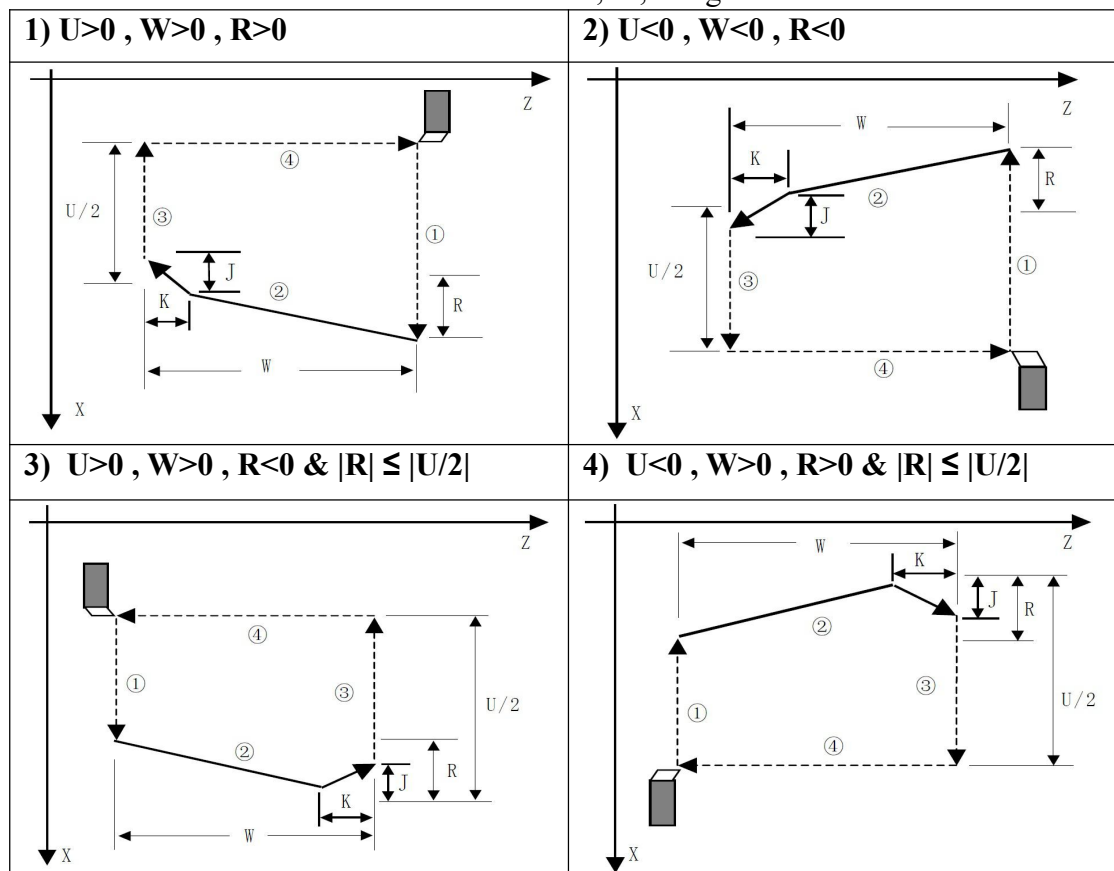 1) U>0 , W>0 , R>0
2) U<0 , W<0 , R<0
Z
④
U/2
③
①
J
②
K
R
W
X
Z
W
K
R
②
J
①
U/2
③
④
X
3) U>0 , W>0 , R<0 & |R| ≦ |U/2|
4) U<0 , W>0 , R>0 & |R| ≦ |U/2|
Z
④
①
③
U/2
②
R
J
K
W
X
Z
W
K
J
R
②
③
U/2
①
④
X